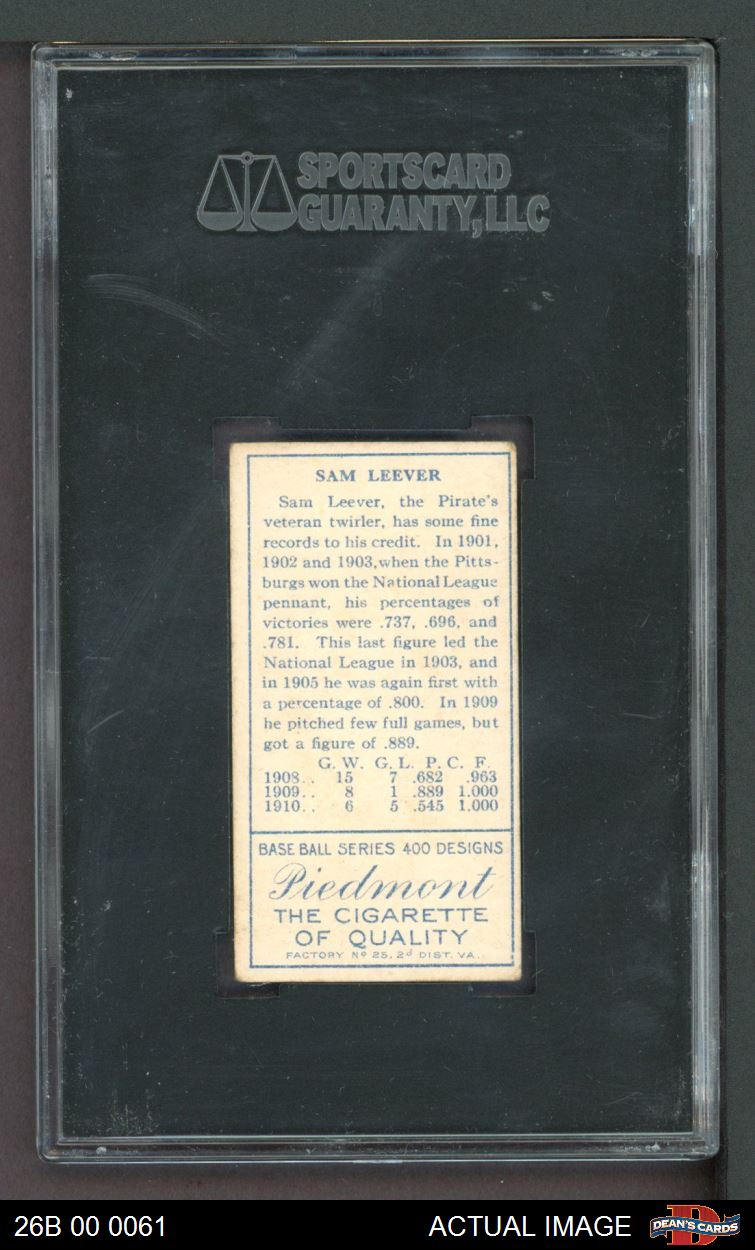 SPORTSCARD
GUARANTY, LLC
SAM LEEVER
Sam Leever, the Pirate's
veteran twirler, has some fine
records to his credit. In 1901,
1902 and 1903, when the Pitts-
burgs won the National League
pennant, his percentages of
victories were .737, .696, and
.781. This last figure led the
National League in 1903, and
in 1905 he was again first with
a percentage of .800. In 1909
he pitched few full games, but
got a figure of .889.
G. W. G. L. P. C. F.
1908.. 15 7 .682 .963
1909.. 8 1 .889 1.000
1910.. 6 5 .545 1.000
BASE BALL SERIES 400 DESIGNS
Piedmont
THE CIGARETTE
OF QUALITY
FACTORY No 25, 2d DIST. VA.
26B 00 0061 ACTUAL IMAGE DEAN'S CARDS